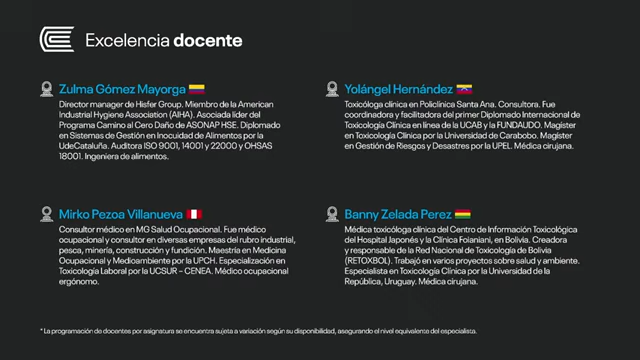 Excelencia docente
Zulma Gómez Mayorga
Director manager de Hisfer Group. Miembro de la American
Industrial Hygiene Association (AIHA). Asociada líder del
Programa Camino al Cero Daño de ASONAP HSE. Diplomado
en Sistemas de Gestión en Inocuidad de Alimentos por la
UdeCataluña. Auditora ISO 9001, 14001 y 22000 y OHSAS
18001. Ingeniera de alimentos.
Yolángel Hernández
Toxicóloga clínica en Policlínica Santa Ana. Consultora. Fue
coordinadora y facilitadora del primer Diplomado Internacional de
Toxicología Clínica en línea de la UCAB y la FUNDAUDO. Magíster
en Toxicología Clínica por la Universidad de Carabobo. Magíster
en Gestión de Riesgos y Desastres por la UPEL. Médica cirujana.
Mirko Pezoa Villanueva
Consultor médico en MG Salud Ocupacional. Fue médico
ocupacional y consultor en diversas empresas del rubro industrial,
pesca, minería, construcción y fundición. Maestría en Medicina
Ocupacional y Medioambiente por la UPCH. Especialización en
Toxicología Laboral por la UCSUR – CENEA. Médico ocupacional
ergónomo.
Banny Zelada Perez
Médica toxicóloga clínica del Centro de Información Toxicológica
del Hospital Japonés y la Clínica Foianiani, en Bolivia. Creadora
y responsable de la Red Nacional de Toxicología de Bolivia
(RETOXBOL). Trabajó en varios proyectos sobre salud y ambiente.
Especialista en Toxicología Clínica por la Universidad de la
República, Uruguay. Médica cirujana.
* La programación de docentes por asignatura se encuentra sujeta a variación según su disponibilidad, asegurando el nivel equivalente del especialista.